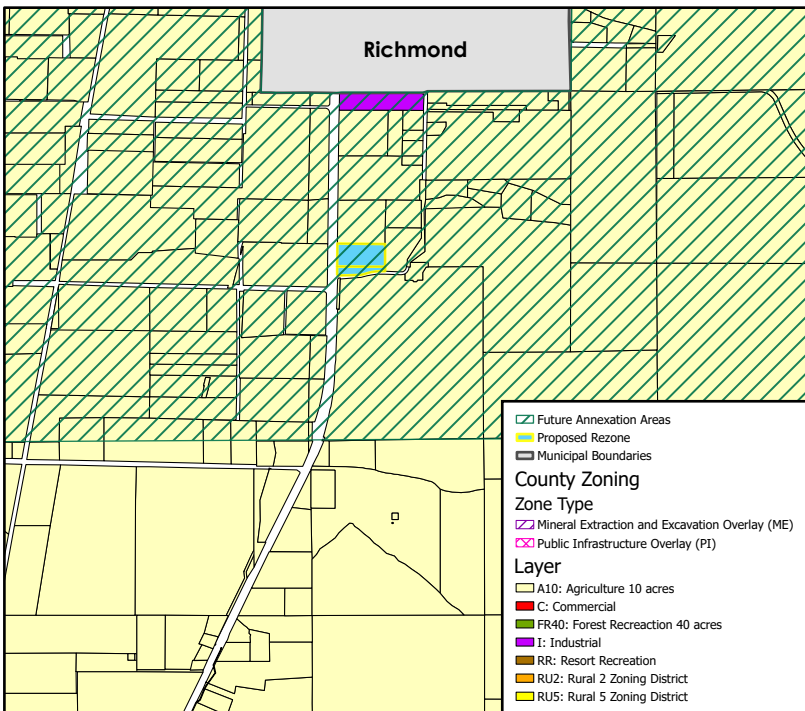 Richmond
Future Annexation Areas
Proposed Rezone
Municipal Boundaries
County Zoning
Zone Type
Mineral Extraction and Excavation Overlay (ME)
Public Infrastructure Overlay (PI)
Layer
A10: Agriculture 10 acres
C: Commercial
FR40: Forest Recreaction 40 acres
I: Industrial
RR: Resort Recreation
RU2: Rural 2 Zoning District
RU5: Rural 5 Zoning District